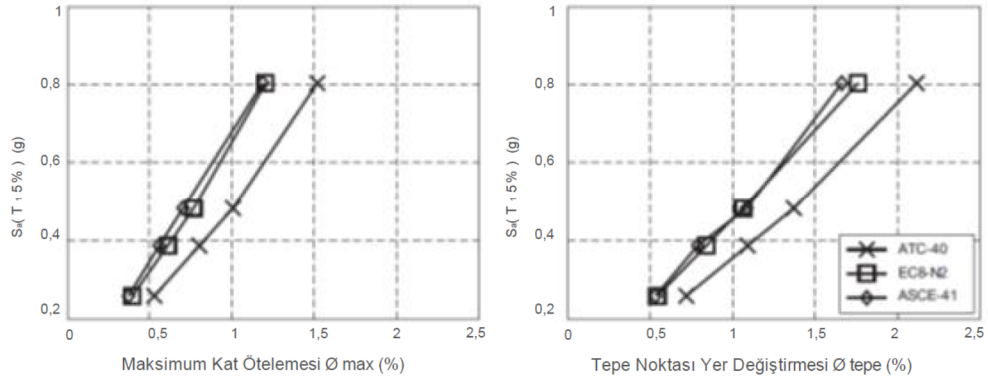 1
0,8
0,6
0,4
0,2
Sa( T 1 5% ) (g)
0 0,5 1 1,5 2 2,5
Maksimum Kat Ötelemesi Ø max (%)
1
0,8
0,6
0,4
0,2
Sa( T 1 5% ) (g)
ATC-40
EC8-N2
ASCE-41
0 0,5 1 1,5 2 2,5
Tepe Noktası Yer Değiştirmesi Ø tepe (%)